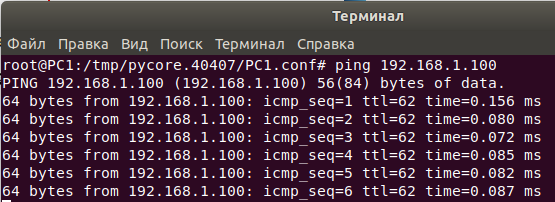 Терминал
Файл Правка Вид Поиск Терминал Справка
root@PC1:/tmp/pycore.40407/PC1.conf# ping 192.168.1.100
PING 192.168.1.100 (192.168.1.100) 56(84) bytes of data.
64 bytes from 192.168.1.100: icmp_seq=1 ttl=62 time=0.156 ms
64 bytes from 192.168.1.100: icmp_seq=2 ttl=62 time=0.080 ms
64 bytes from 192.168.1.100: icmp_seq=3 ttl=62 time=0.072 ms
64 bytes from 192.168.1.100: icmp_seq=4 ttl=62 time=0.085 ms
64 bytes from 192.168.1.100: icmp_seq=5 ttl=62 time=0.082 ms
64 bytes from 192.168.1.100: icmp_seq=6 ttl=62 time=0.087 ms